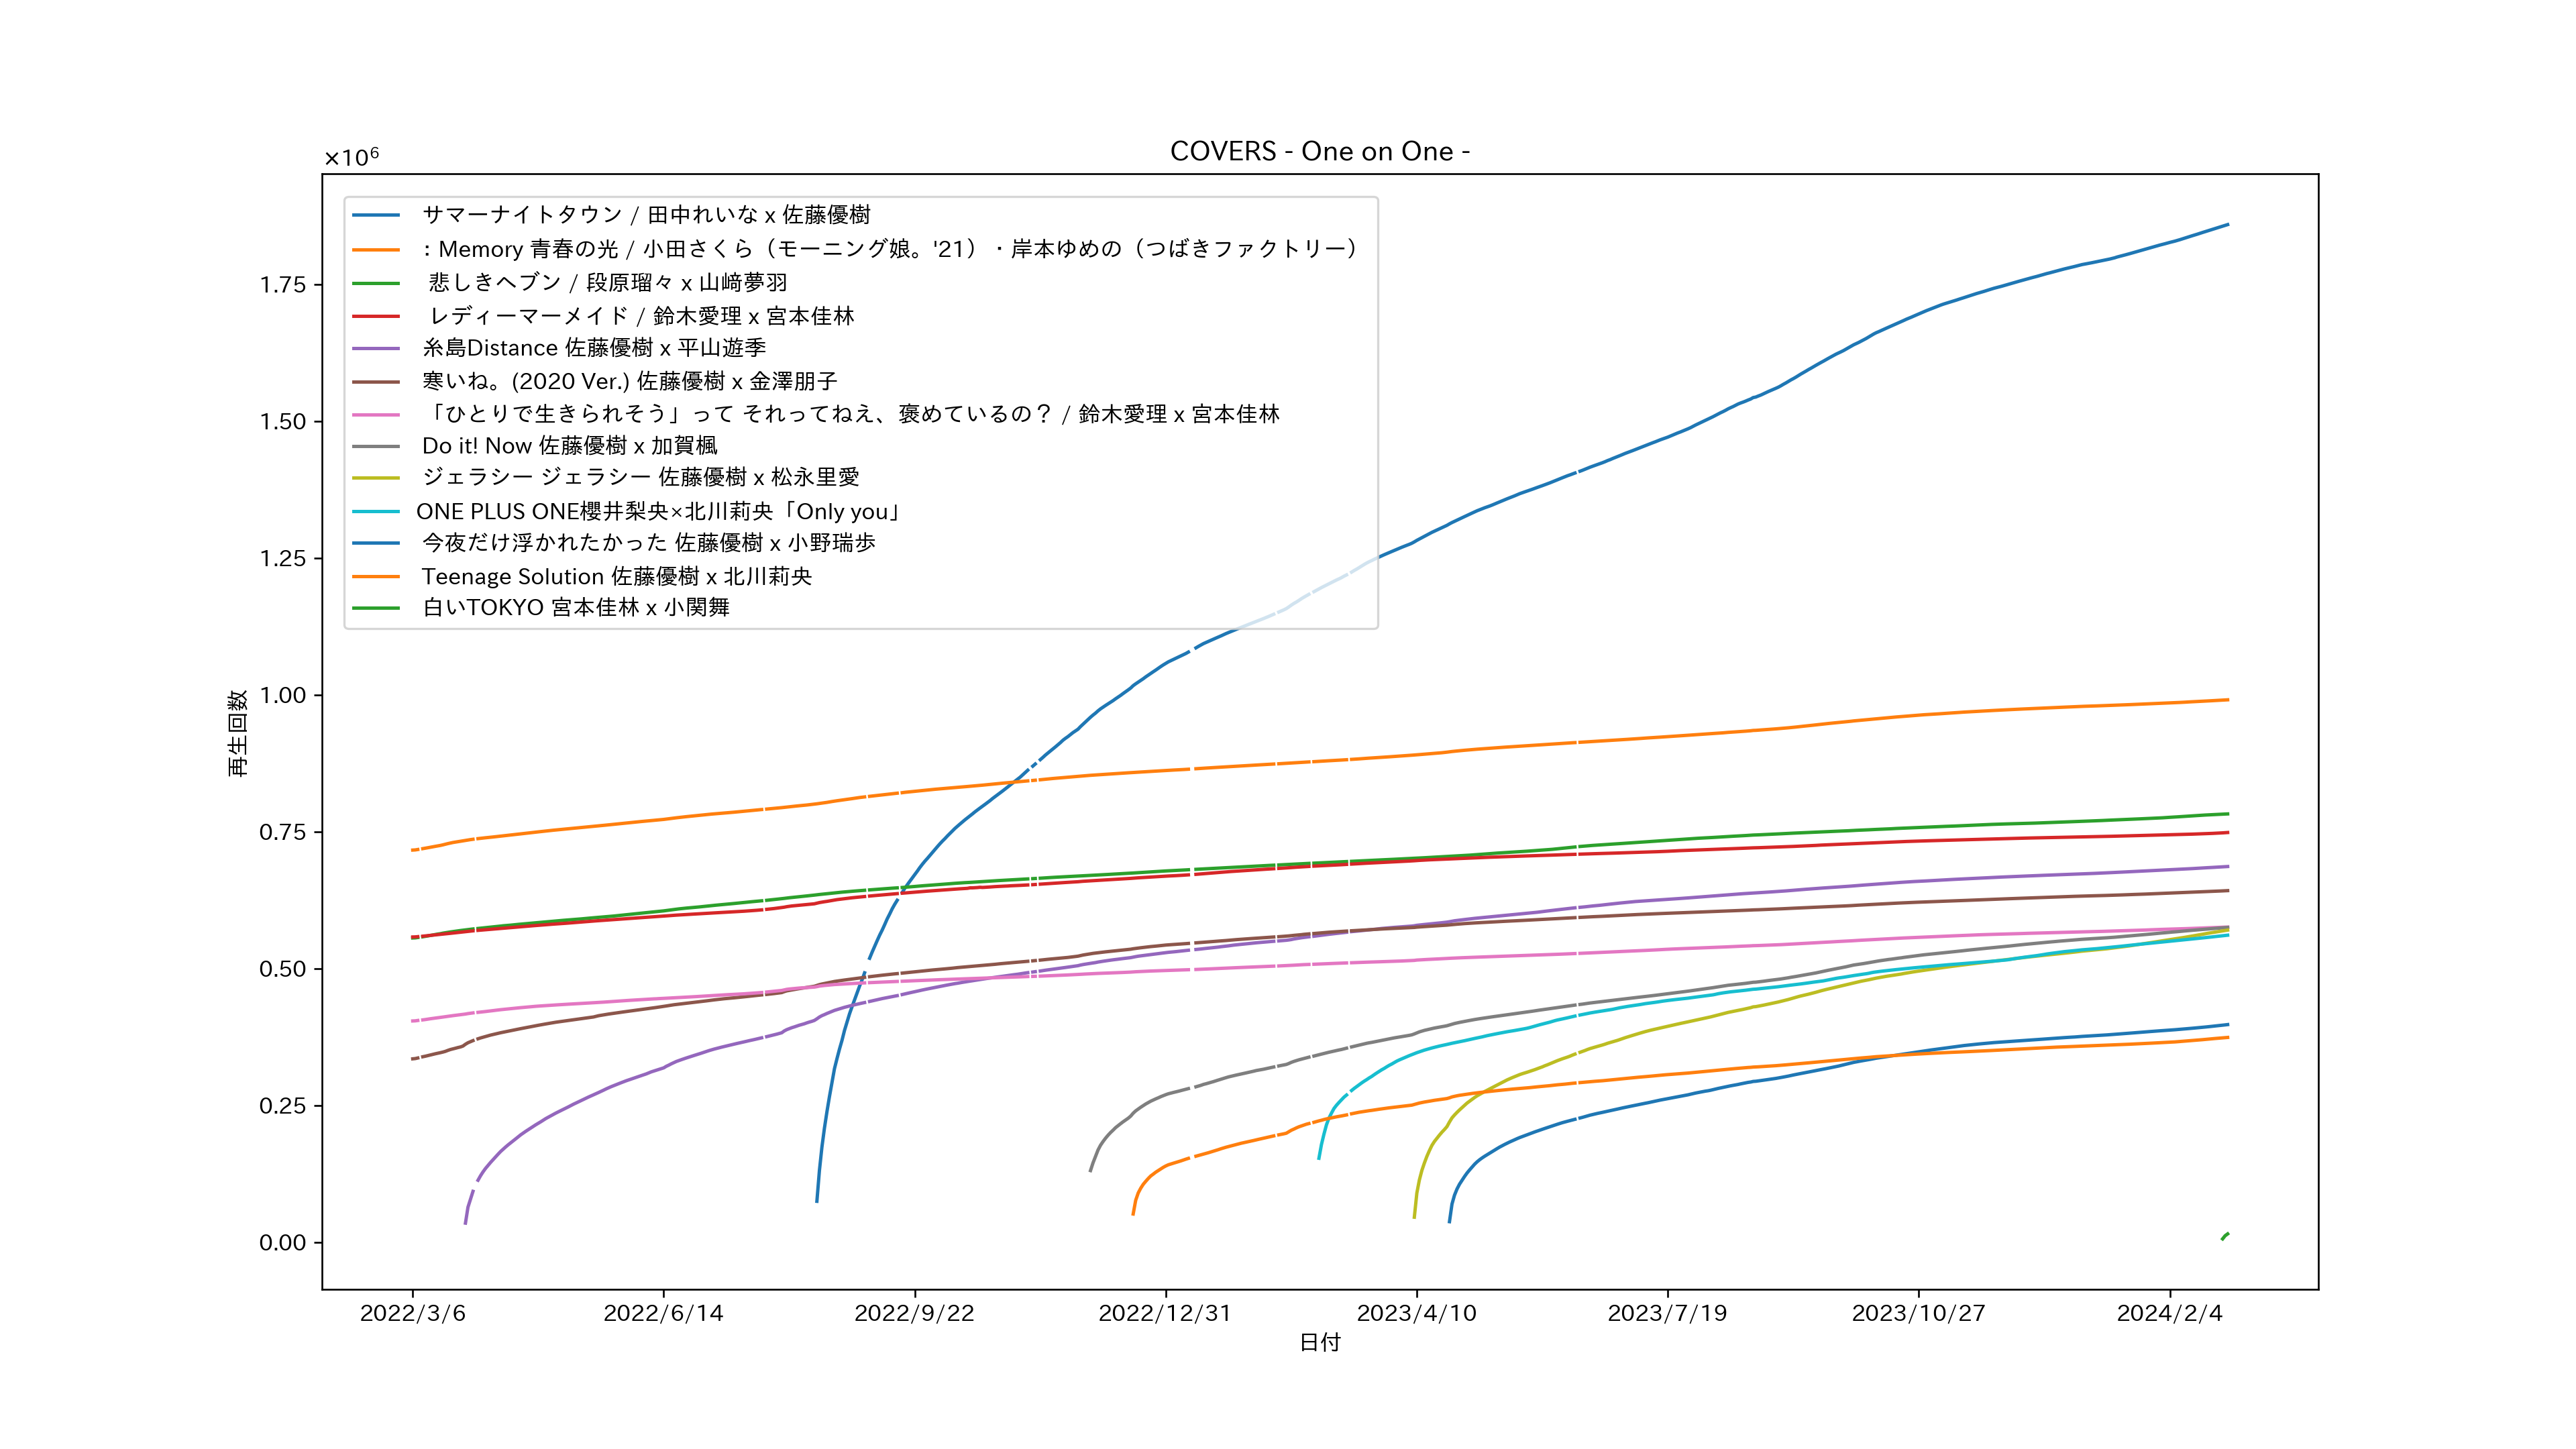 COVERS - One on One -
×10⁶
サマーナイトタウン / 田中れいな x 佐藤優樹
: Memory 青春の光 / 小田さくら（モーニング娘。'21）・岸本ゆめの（つばきファクトリー）
悲しきヘブン / 段原瑠々 x 山﨑夢羽
レディーマーメイド / 鈴木愛理 x 宮本佳林
糸島Distance 佐藤優樹 x 平山遊季
寒いね。(2020 Ver.) 佐藤優樹 x 金澤朋子
「ひとりで生きられそう」って それってねえ、褒めているの？ / 鈴木愛理 x 宮本佳林
Do it! Now 佐藤優樹 x 加賀楓
ジェラシー ジェラシー 佐藤優樹 x 松永里愛
ONE PLUS ONE櫻井梨央×北川莉央「Only you」
今夜だけ浮かれたかった 佐藤優樹 x 小野瑞歩
Teenage Solution 佐藤優樹 x 北川莉央
白いTOKYO 宮本佳林 x 小関舞
1.75
1.50
1.25
1.00
0.75
0.50
0.25
0.00
再生回数
2022/3/6
2022/6/14
2022/9/22
2022/12/31
2023/4/10
2023/7/19
2023/10/27
2024/2/4
日付